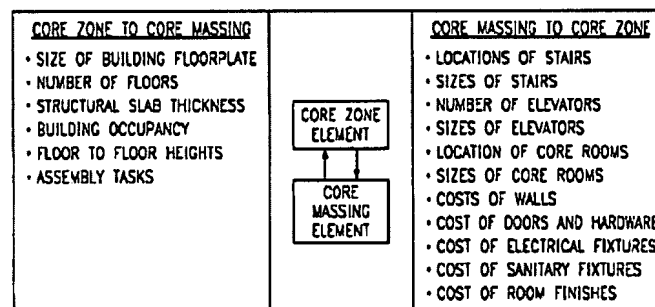 CORE ZONE TO CORE MASSING
• SIZE OF BUILDING FLOORPLATE
• NUMBER OF FLOORS
• STRUCTURAL SLAB THICKNESS
• BUILDING OCCUPANCY
• FLOOR TO FLOOR HEIGHTS
• ASSEMBLY TASKS
CORE ZONE
ELEMENT
CORE
MASSING
ELEMENT
CORE MASSING TO CORE ZONE
• LOCATIONS OF STAIRS
• SIZES OF STAIRS
• NUMBER OF ELEVATORS
• SIZES OF ELEVATORS
• LOCATION OF CORE ROOMS
• SIZES OF CORE ROOMS
• COSTS OF WALLS
• COST OF DOORS AND HARDWARE
• COST OF ELECTRICAL FIXTURES
• COST OF SANITARY FIXTURES
• COST OF ROOM FINISHES